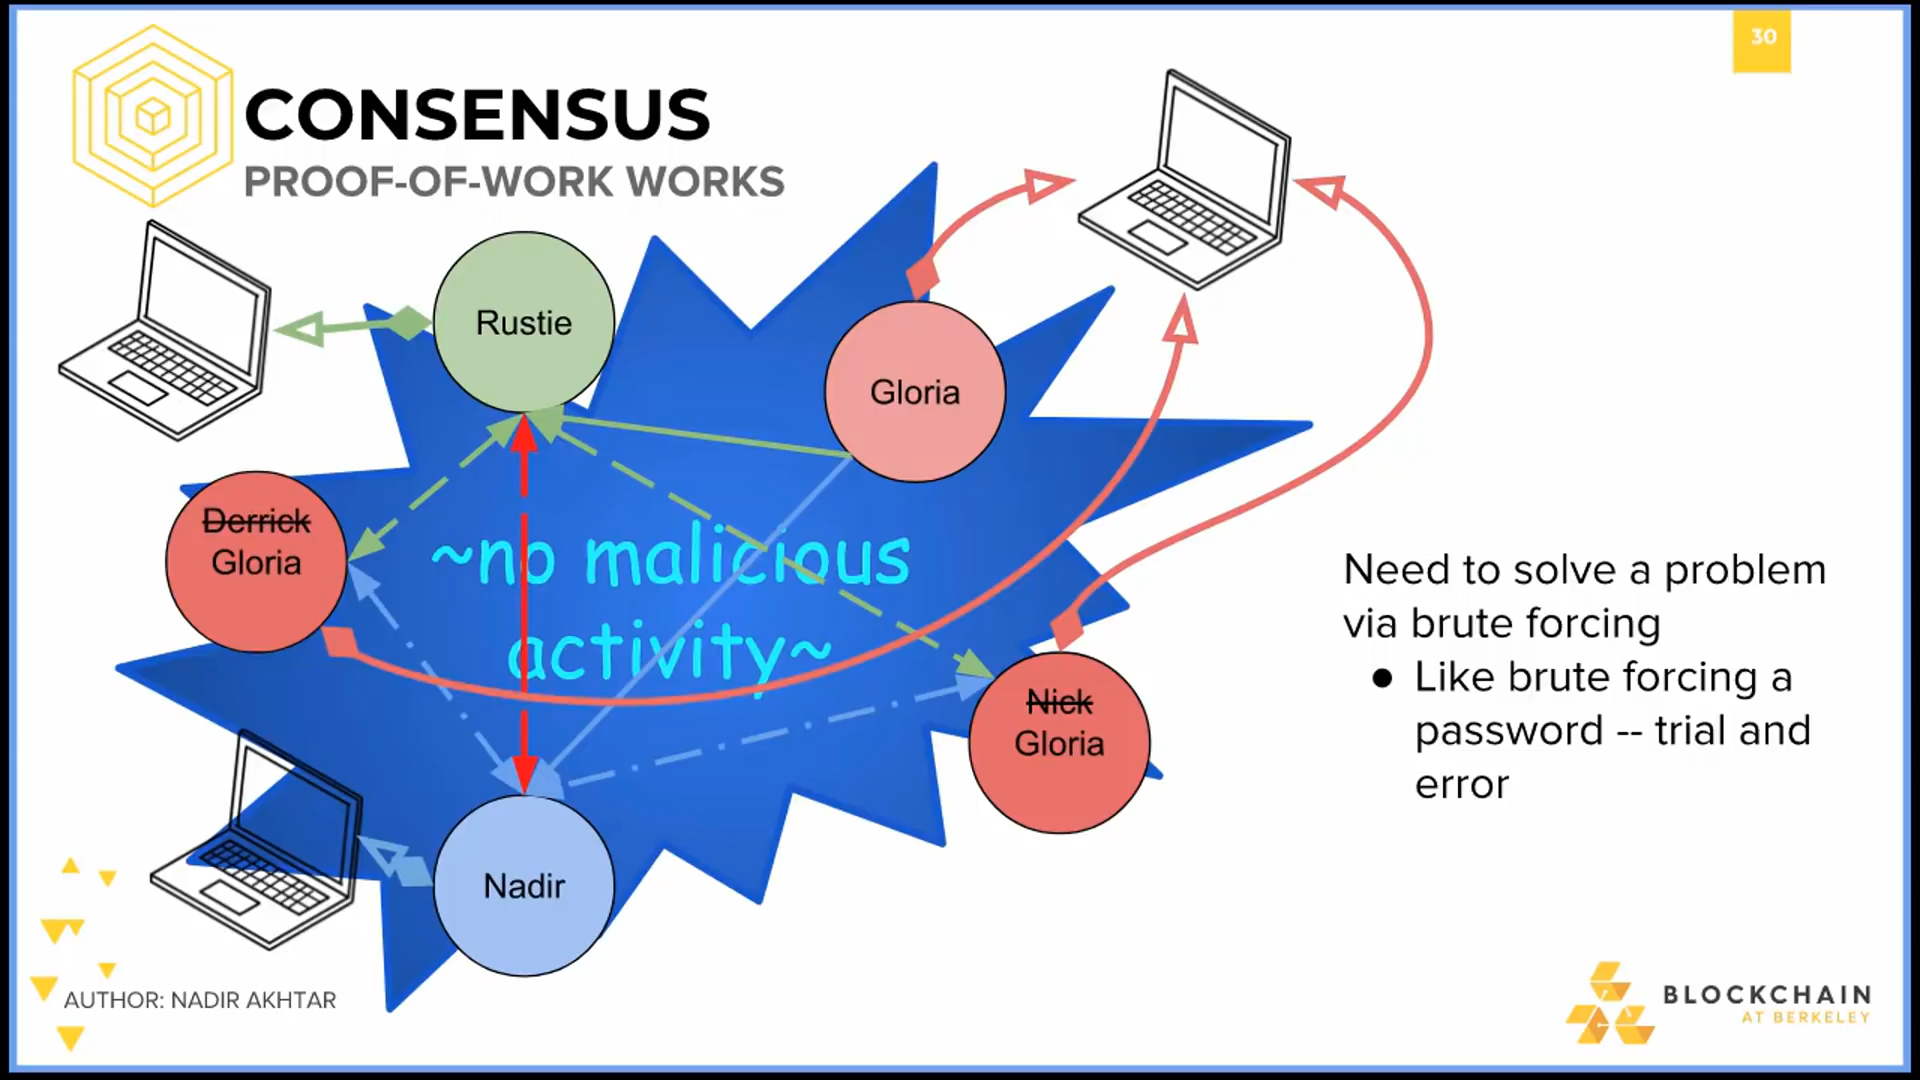 30
CONSENSUS
PROOF-OF-WORK WORKS
Rustie
Gloria
Derrick
Gloria
~no malicious
activity~
Nick
Gloria
Nadir
Need to solve a problem
via brute forcing
● Like brute forcing a
password -- trial and
error
AUTHOR: NADIR AKHTAR
BLOCKCHAIN
AT BERKELEY